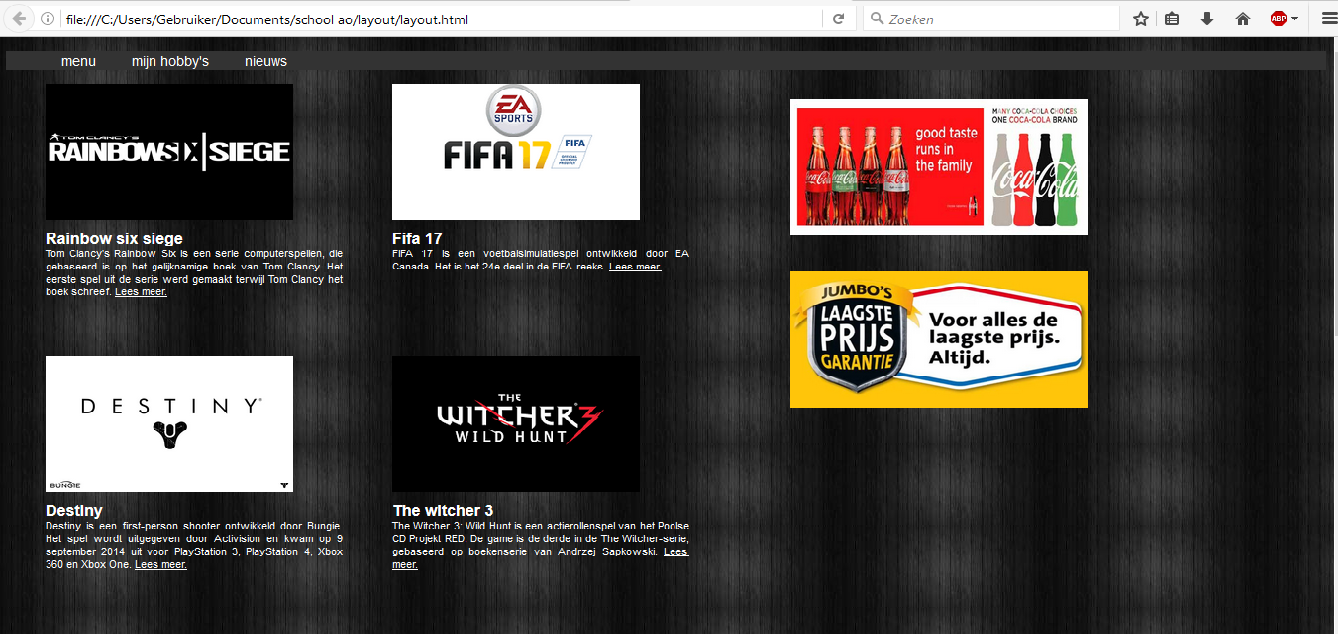 file:///C:/Users/Gebruiker/Documents/school ao/layout/layout.html
Zoeken
ABP
menu mijn hobby's nieuws
TOM CLANCY'S
RAINBOW SIX | SIEGE
Rainbow six siege
Tom Clancy's Rainbow Six is een serie computerspellen, die
gebaseerd is op het gelijknamige boek van Tom Clancy. Het
eerste spel uit de serie werd gemaakt terwijl Tom Clancy het
boek schreef. Lees meer.
EA
SPORTS
FIFA 17
FIFA
Fifa 17
FIFA 17 is een voetbalsimulatiespel ontwikkeld door EA
Canada. Het is het 24e deel in de FIFA reeks. Lees meer.
good taste
runs in
the family
MANY COCA-COLA CHOICES
ONE COCA-COLA BRAND
Coca-Cola
JUMBO'S
LAAGSTE
PRIJS
GARANTIE
Voor alles de
laagste prijs.
Altijd.
DESTINY
BUNGIE
Destiny
Destiny is een first-person shooter ontwikkeld door Bungie.
Het spel wordt uitgegeven door Activision en kwam op 9
september 2014 uit voor PlayStation 3, PlayStation 4, Xbox
360 en Xbox One. Lees meer.
THE
WITCHER 3
WILD HUNT
The witcher 3
The Witcher 3: Wild Hunt is een actierollenspel van het Poolse
CD Projekt RED. De game is de derde in de The Witcher-serie,
gebaseerd op boekenserie van Andrzej Sapkowski. Lees
meer.